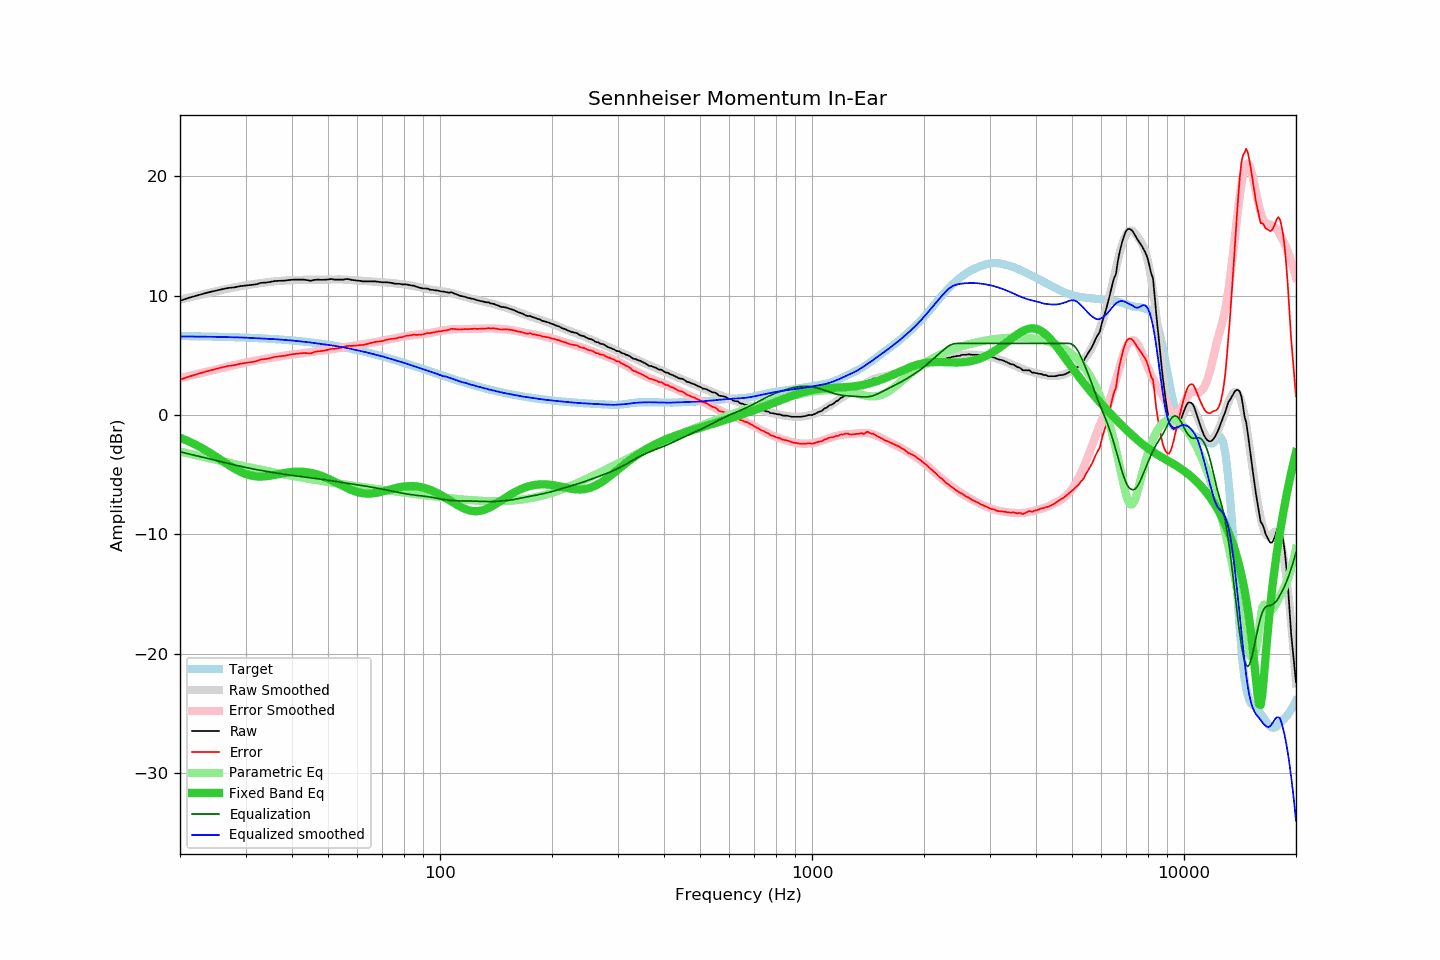 Sennheiser Momentum In-Ear
Amplitude (dBr)
20
10
0
−10
−20
−30
Target
Raw Smoothed
Error Smoothed
Raw
Error
Parametric Eq
Fixed Band Eq
Equalization
Equalized smoothed
100
1000
10000
Frequency (Hz)